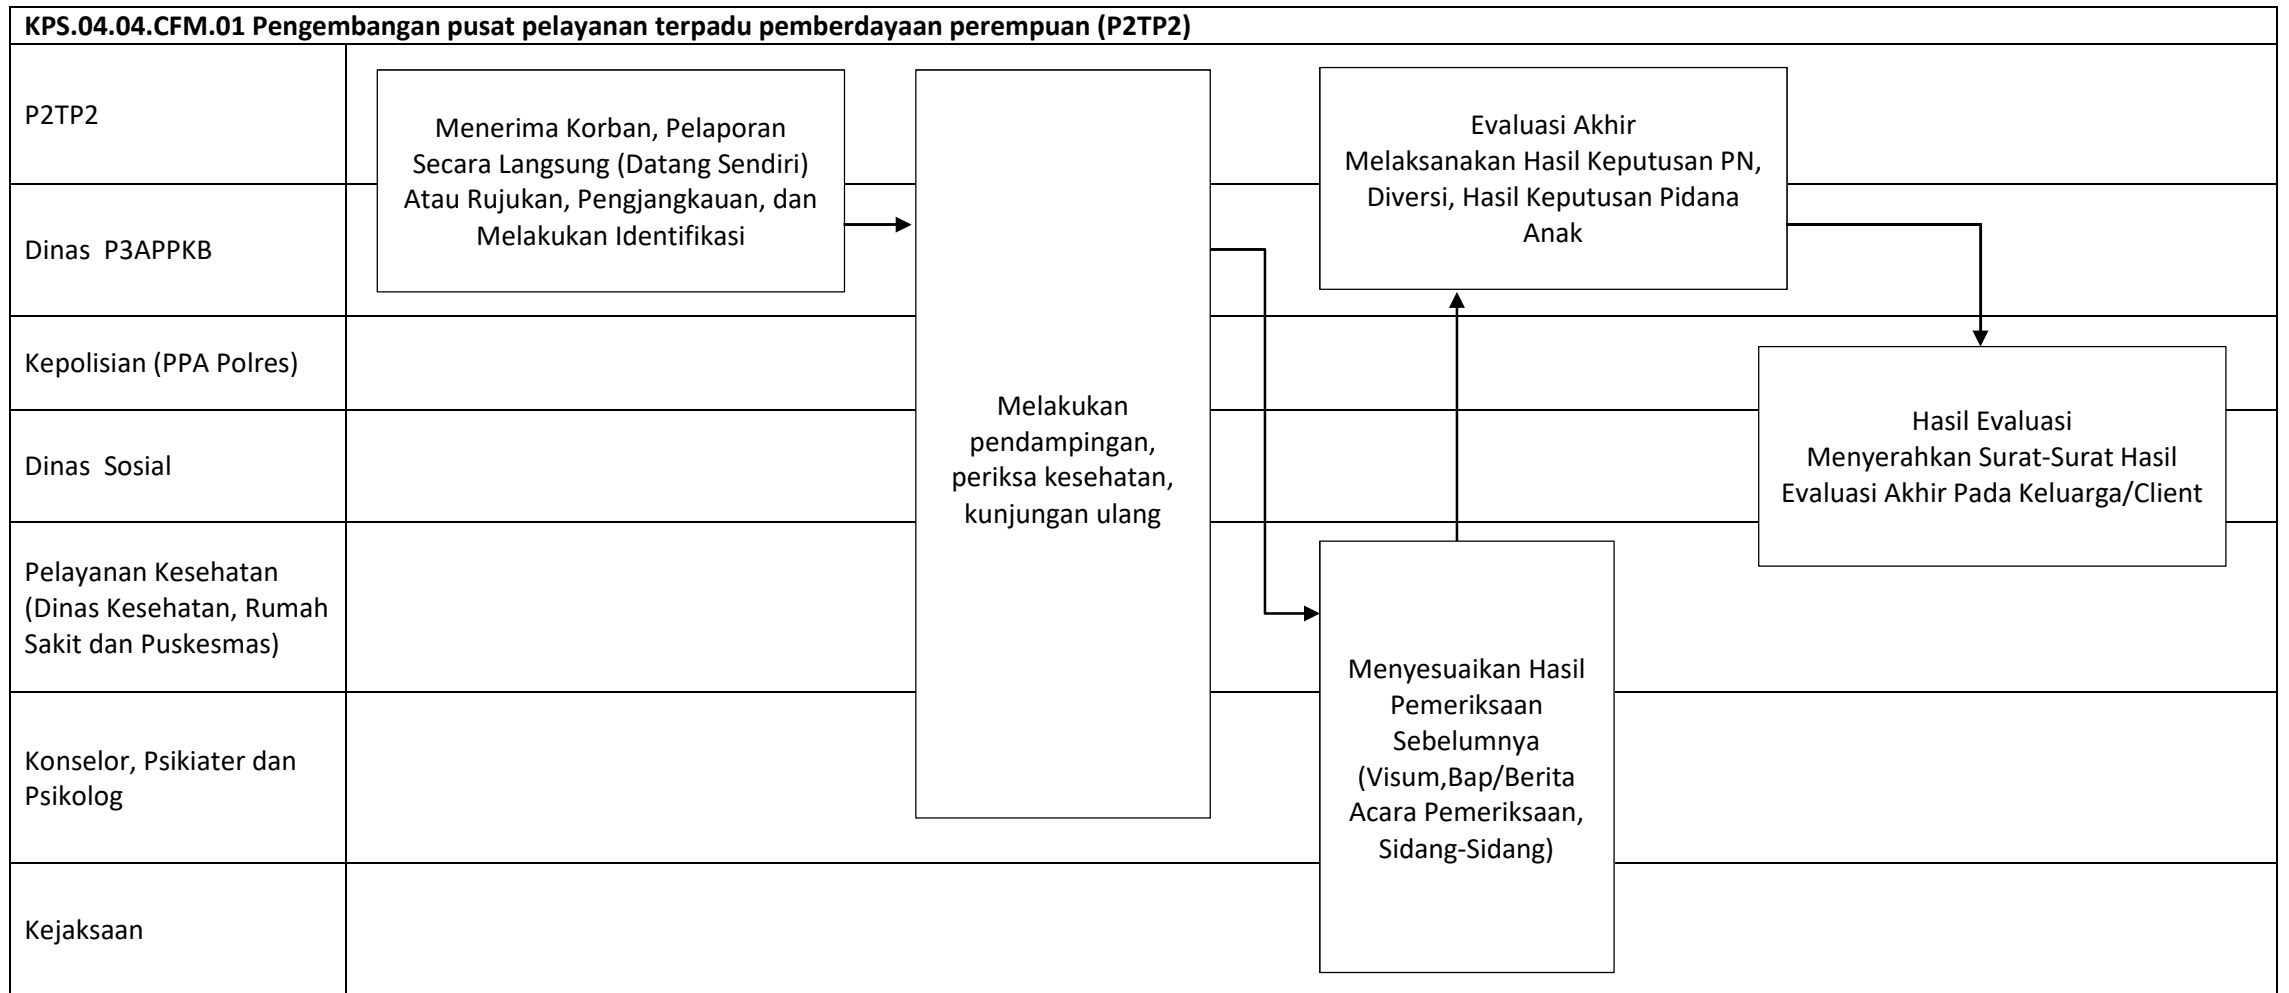 KPS.04.04.CFM.01 Pengembangan pusat pelayanan terpadu pemberdayaan perempuan (P2TP2)
P2TP2
Menerima Korban, Pelaporan
Secara Langsung (Datang Sendiri)
Atau Rujukan, Pengjangkauan, dan
Melakukan Identifikasi
Evaluasi Akhir
Melaksanakan Hasil Keputusan PN,
Diversi, Hasil Keputusan Pidana
Anak
Dinas  P3APPKB
Kepolisian (PPA Polres)
Melakukan
pendampingan,
periksa kesehatan,
kunjungan ulang
Hasil Evaluasi
Menyerahkan Surat-Surat Hasil
Evaluasi Akhir Pada Keluarga/Client
Dinas  Sosial
Pelayanan Kesehatan
(Dinas Kesehatan, Rumah
Sakit dan Puskesmas)
Menyesuaikan Hasil
Pemeriksaan
Sebelumnya
(Visum,Bap/Berita
Acara Pemeriksaan,
Sidang-Sidang)
Konselor, Psikiater dan
Psikolog
Kejaksaan